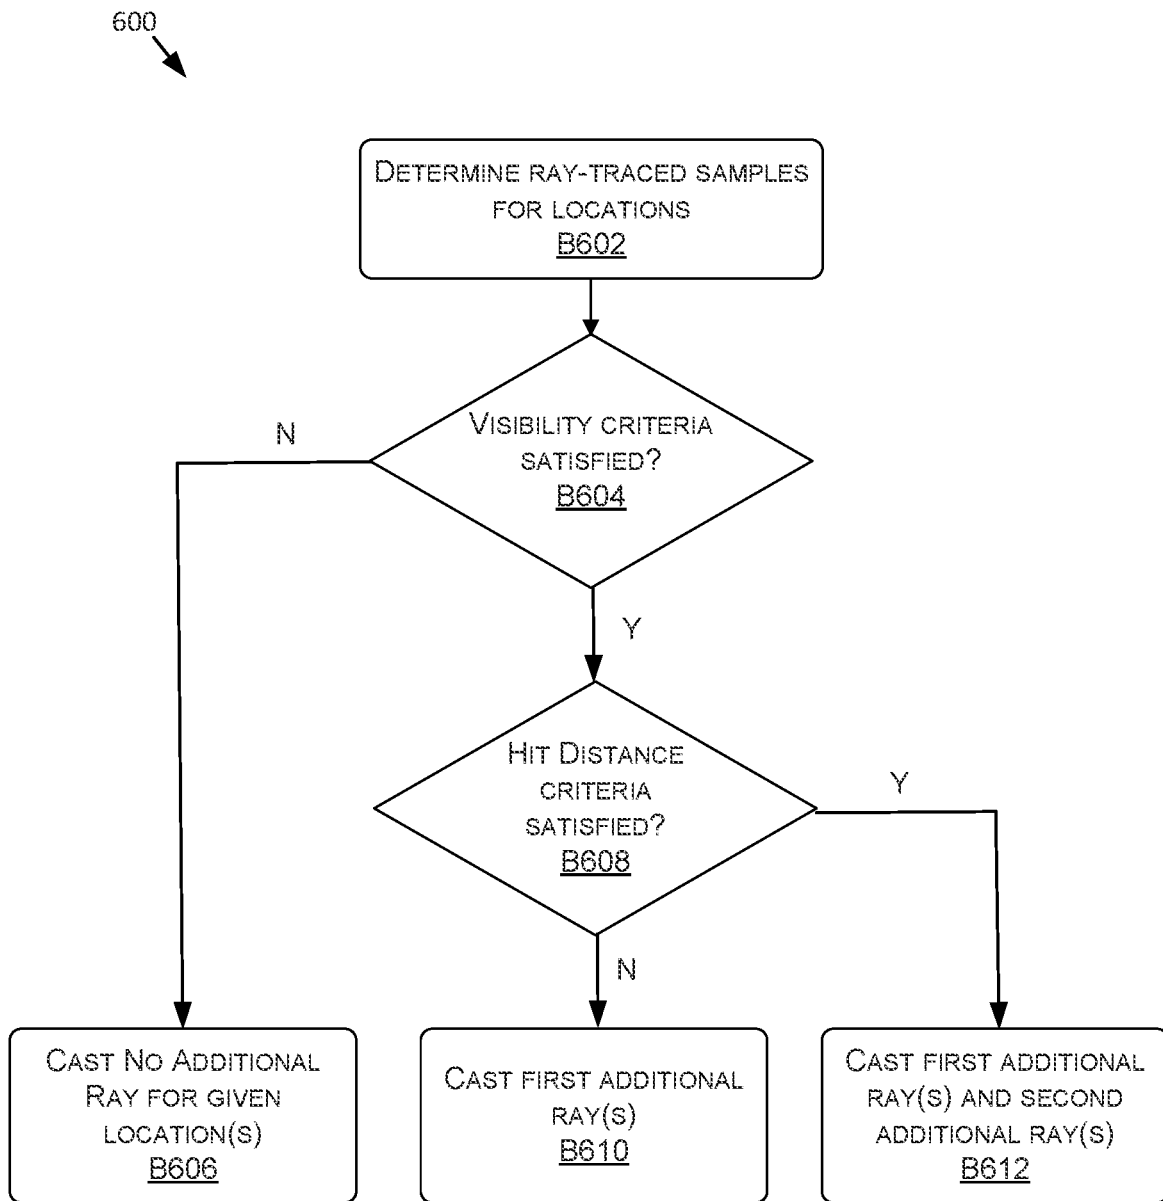 600
DETERMINE RAY-TRACED SAMPLES
FOR LOCATIONS
B602
VISIBILITY CRITERIA
SATISFIED?
B604
N
Y
HIT DISTANCE
CRITERIA
SATISFIED?
B608
Y
N
CAST NO ADDITIONAL
RAY FOR GIVEN
LOCATION(S)
B606
CAST FIRST ADDITIONAL
RAY(S)
B610
CAST FIRST ADDITIONAL
RAY(S) AND SECOND
ADDITIONAL RAY(S)
B612